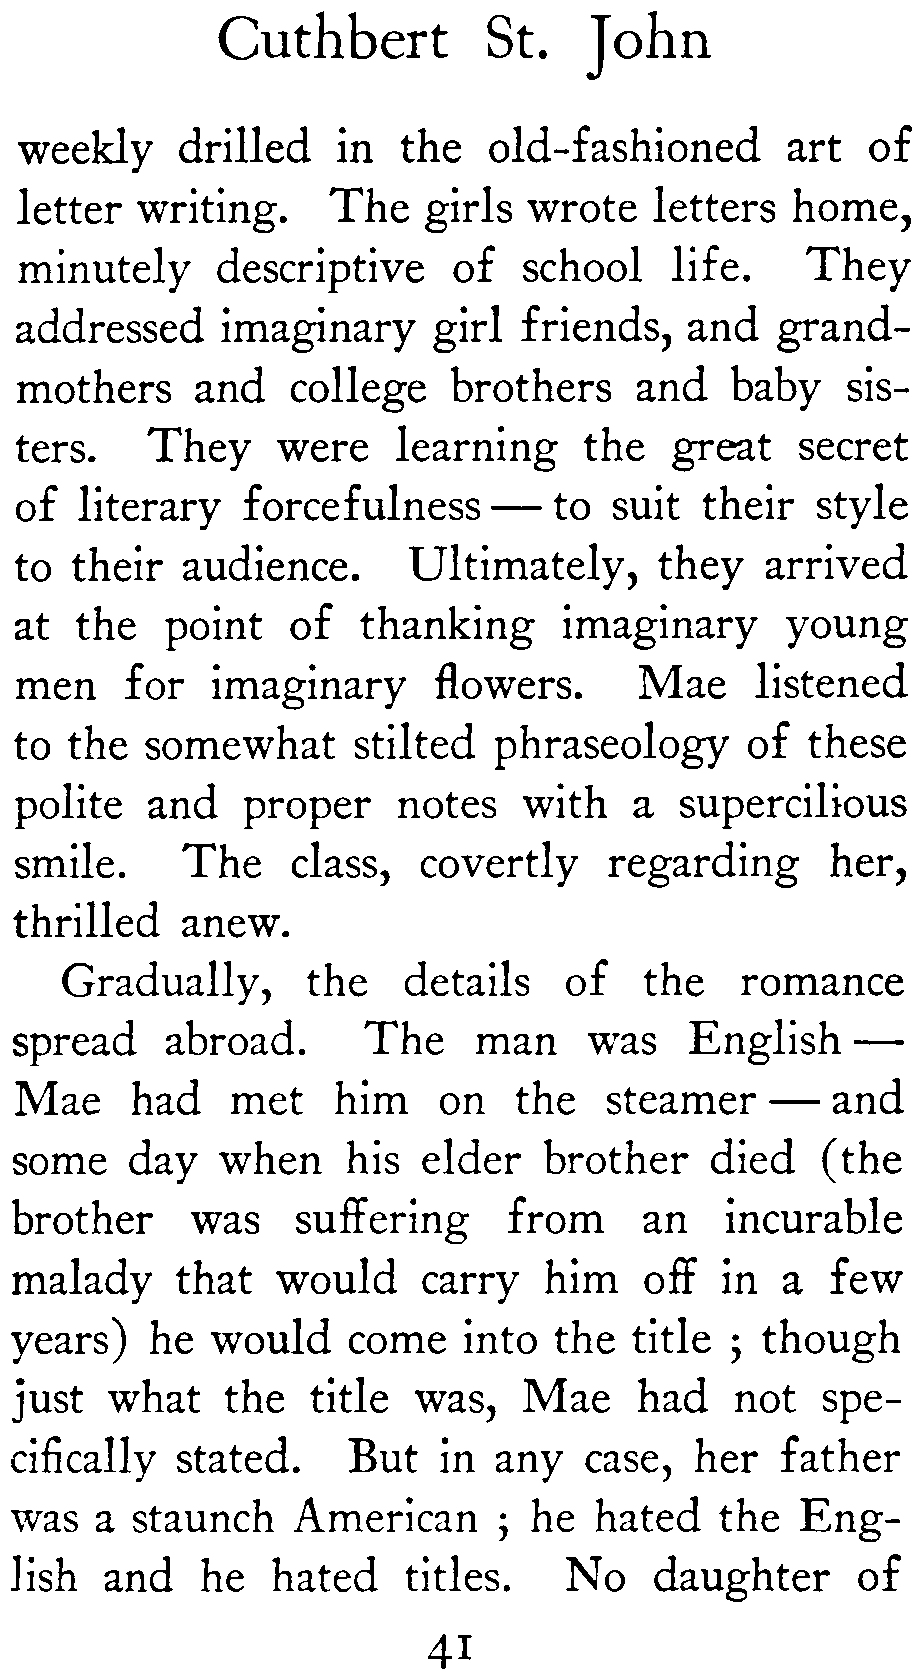 Cuthbert St. John
weekly drilled in the old-fashioned art of
letter writing. The girls wrote letters home,
minutely descriptive of school life. They
addressed imaginary girl friends, and grand-
mothers and college brothers and baby sis-
ters. They were learning the great secret
of literary forcefulness — to suit their style
to their audience. Ultimately, they arrived
at the point of thanking imaginary young
men for imaginary flowers. Mae listened
to the somewhat stilted phraseology of these
polite and proper notes with a supercilious
smile. The class, covertly regarding her,
thrilled anew.
Gradually, the details of the romance
spread abroad. The man was English —
Mae had met him on the steamer — and
some day when his elder brother died (the
brother was suffering from an incurable
malady that would carry him off in a few
years) he would come into the title ; though
just what the title was, Mae had not spe-
cifically stated. But in any case, her father
was a staunch American ; he hated the Eng-
lish and he hated titles. No daughter of
41